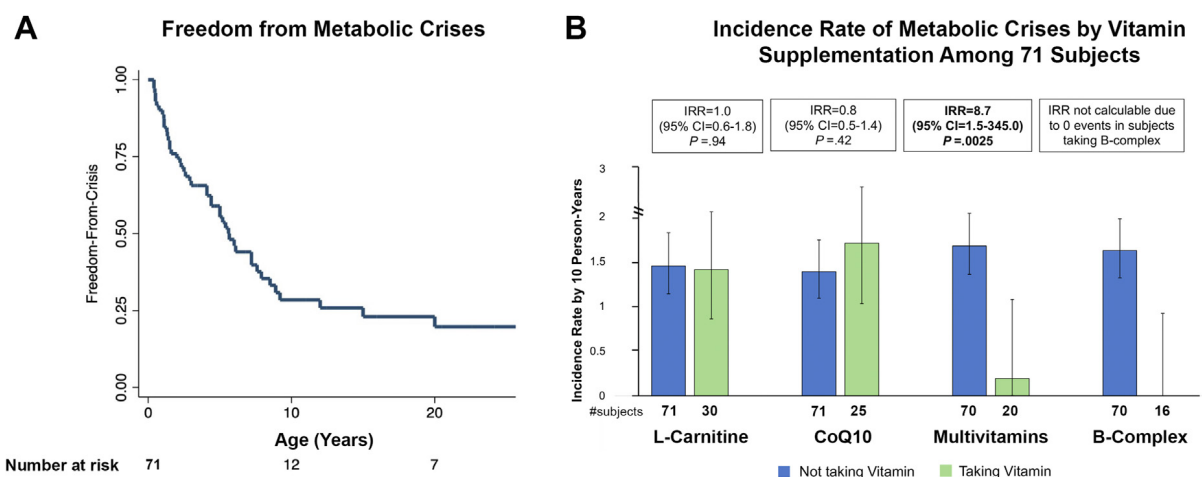 A
Freedom from Metabolic Crises
Freedom-From-Crisis
1.00
0.75
0.50
0.25
0.00
0 10 20
Age (Years)
Number at risk 71 12 7
B
Incidence Rate of Metabolic Crises by Vitamin
Supplementation Among 71 Subjects
IRR=1.0
(95% CI=0.6-1.8)
P =.94
IRR=0.8
(95% CI=0.5-1.4)
P =.42
IRR=8.7
(95% CI=1.5-345.0)
P =.0025
IRR not calculable due
to 0 events in subjects
taking B-complex
Incidence Rate by 10 Person-Years
3
2
1.5
1
0.5
0
#subjects 71 30 71 25 70 20 70 16
L-Carnitine CoQ10 Multivitamins B-Complex
Not taking Vitamin Taking Vitamin